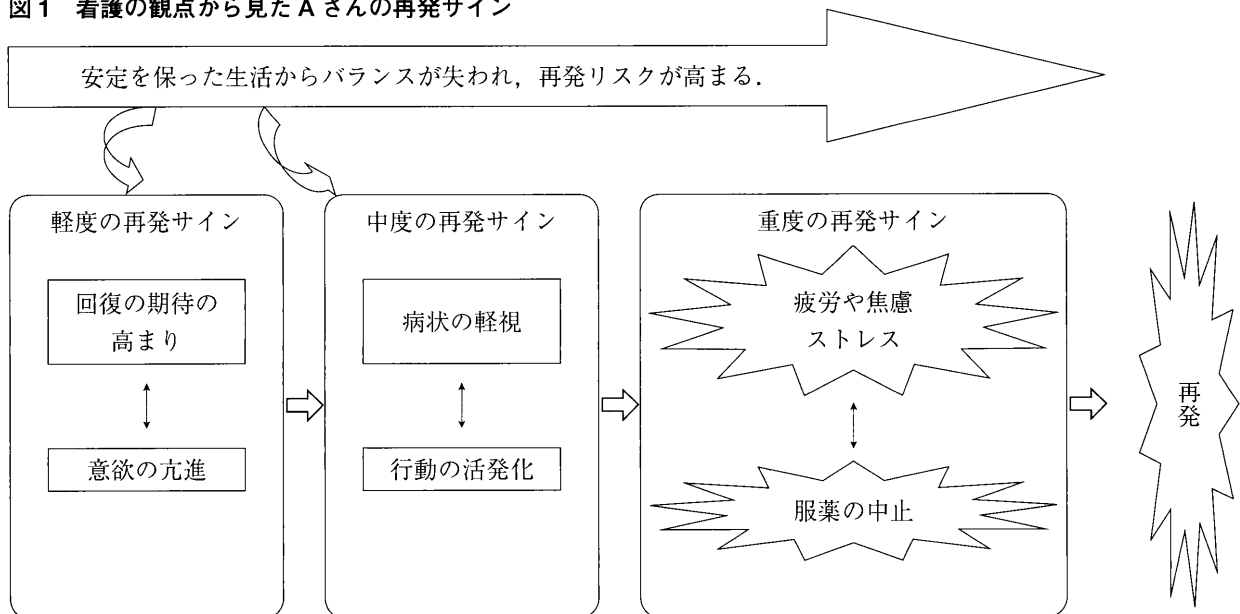 図1 看護の観点から見たAさんの再発サイン
安定を保った生活からバランスが失われ，再発リスクが高まる．
軽度の再発サイン
回復の期待の
高まり
意欲の亢進
中度の再発サイン
病状の軽視
行動の活発化
重度の再発サイン
疲労や焦慮
ストレス
服薬の中止
再発